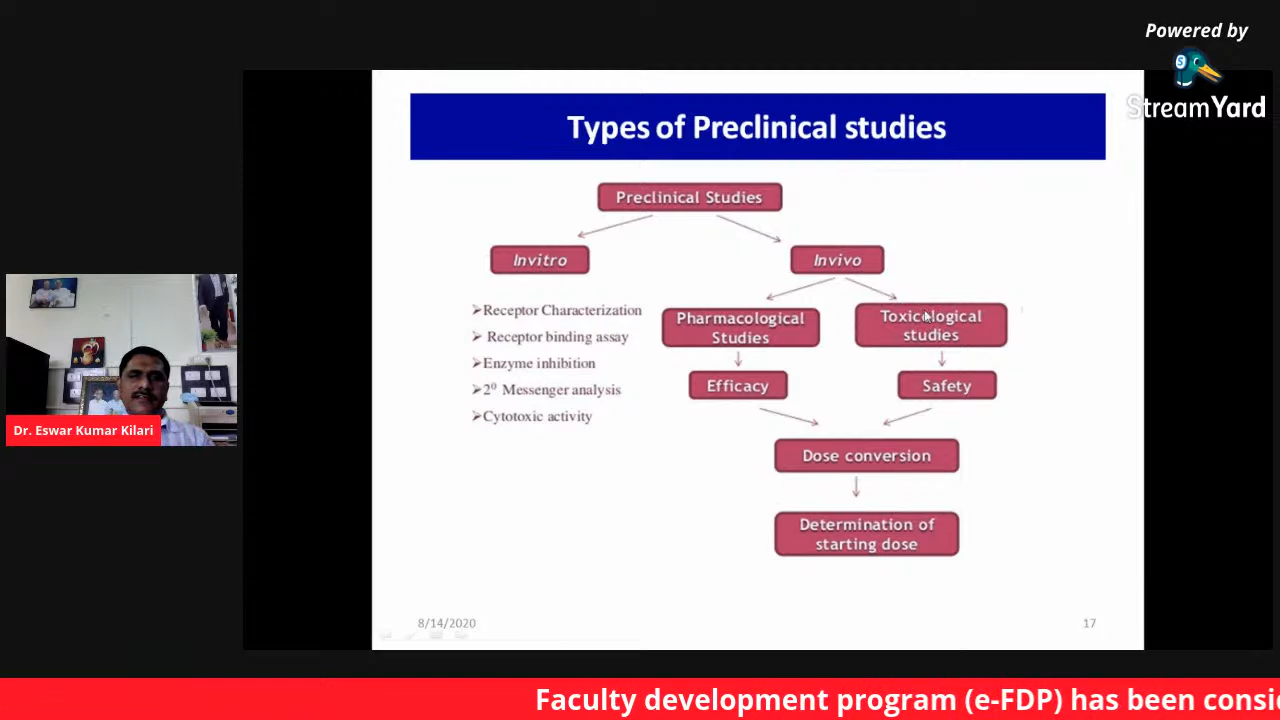 Powered by
StreamYard
Types of Preclinical studies
Preclinical Studies
Invitro
Invivo
➢Receptor Characterization
➢ Receptor binding assay
➢Enzyme inhibition
➢2⁰ Messenger analysis
➢Cytotoxic activity
Pharmacological
Studies
Toxicological
studies
Efficacy
Safety
Dose conversion
Determination of
starting dose
8/14/2020
17
Dr. Eswar Kumar Kilari
Faculty development program (e-FDP) has been consi